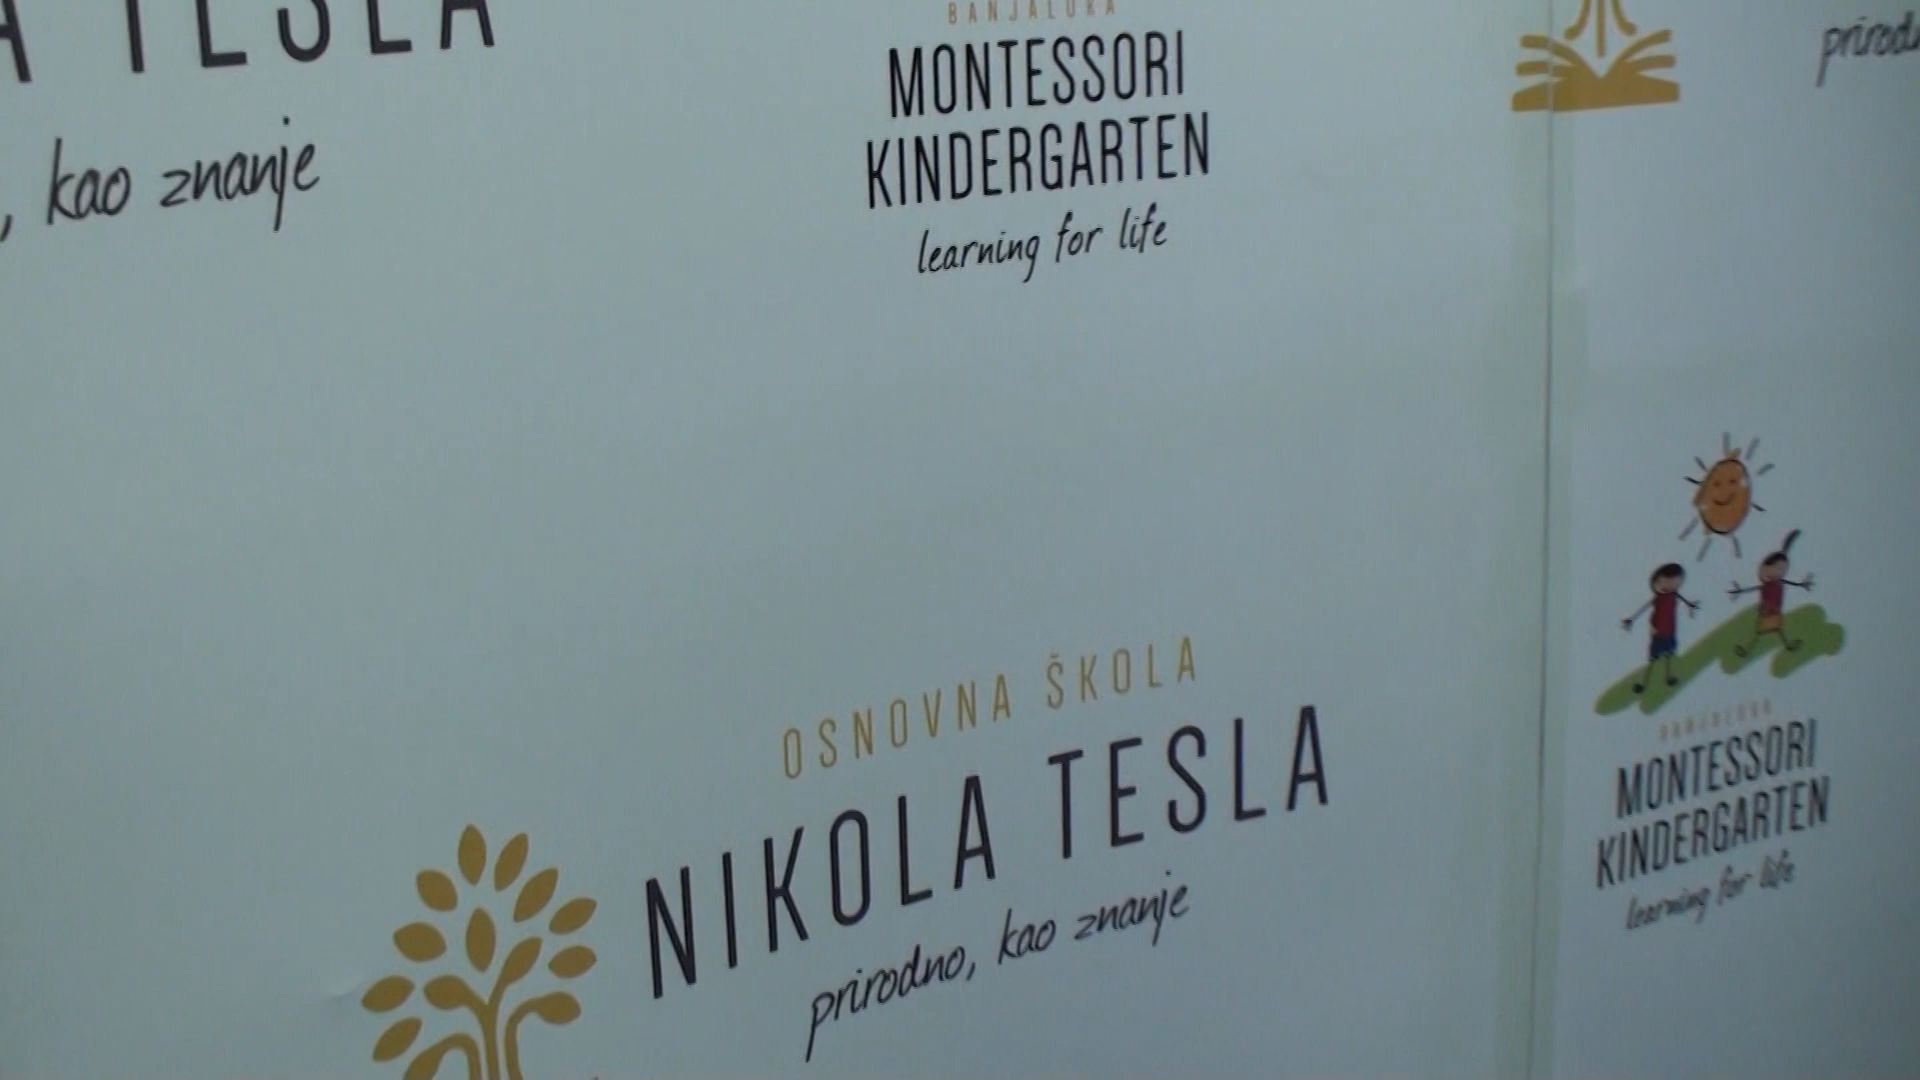 TESLA
, kao znanje
BANJALUKA
MONTESSORI
KINDERGARTEN
learning for life
OSNOVNA ŠKOLA
NIKOLA TESLA
prirodno, kao znanje
BANJALUKA
MONTESSORI
KINDERGARTEN
learning for life